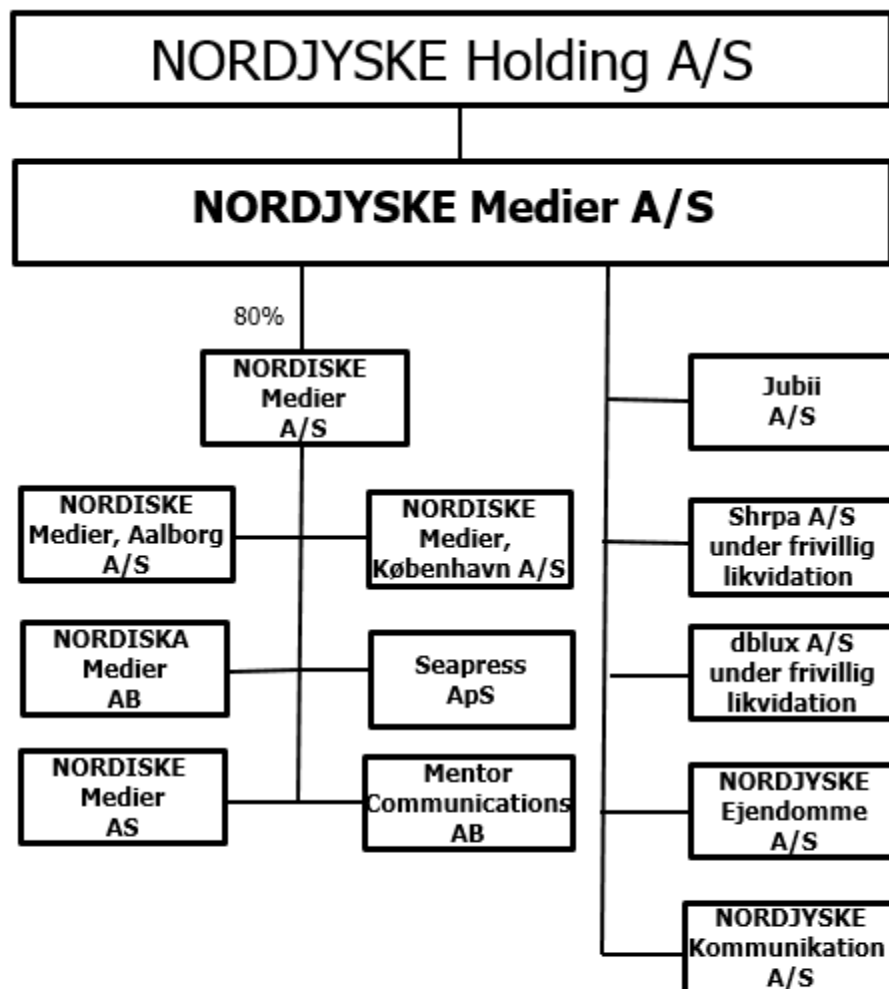 NORDJYSKE Holding A/S
NORDJYSKE Medier A/S
80%
NORDISKE
Medier
A/S
Jubii
A/S
NORDISKE
Medier, Aalborg
A/S
NORDISKE
Medier,
København A/S
Shrpa A/S
under frivillig
likvidation
NORDISKA
Medier
AB
Seapress
ApS
dblux A/S
under frivillig
likvidation
NORDISKE
Medier
AS
Mentor
Communications
AB
NORDJYSKE
Ejendomme
A/S
NORDJYSKE
Kommunikation
A/S